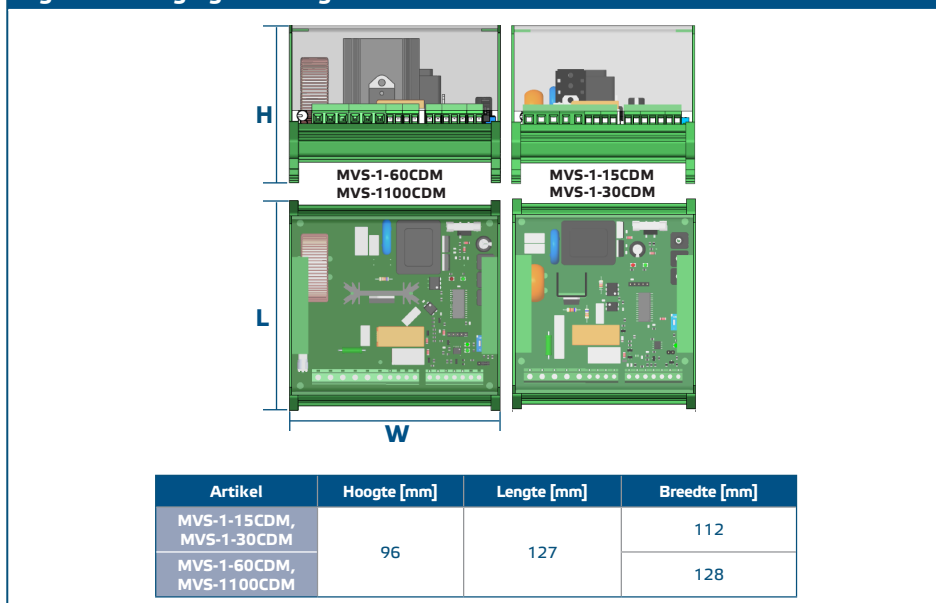 H
MVS-1-60CDM
MVS-1100CDM
MVS-1-15CDM
MVS-1-30CDM
L
W
Artikel Hoogte [mm] Lengte [mm] Breedte [mm]
MVS-1-15CDM,
MVS-1-30CDM
96 127
112
MVS-1-60CDM,
MVS-1100CDM
128